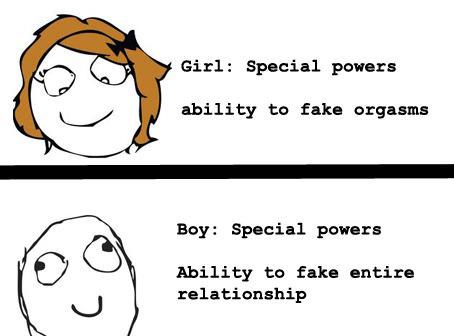 Girl: Special powers
ability to fake orgasms
Boy: Special powers
Ability to fake entire
relationship